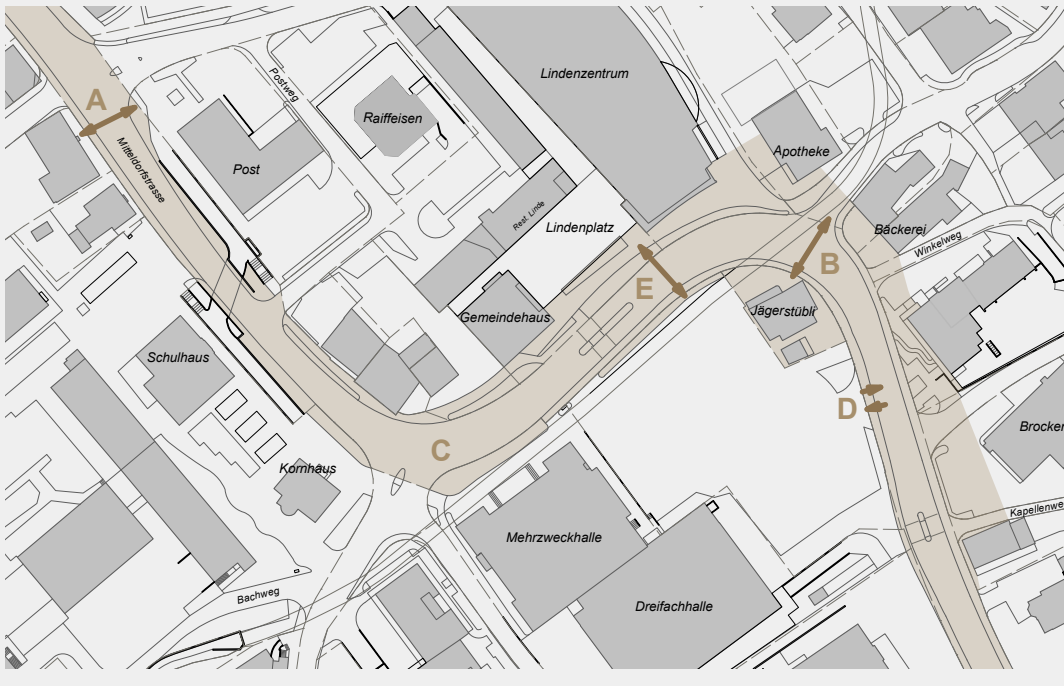 Lindenzentrum
Postweg
A
Raiffeisen
Mitteldorfstrasse
Post
Apotheke
Rest. Linde
Lindenplatz
Bäckerei
Winkelweg
B
E
Gemeindehaus
Jägerstübli
Schulhaus
D
C
Brocken
Kornhaus
Kapellenwe
Mehrzweckhalle
Bachweg
Dreifachhalle